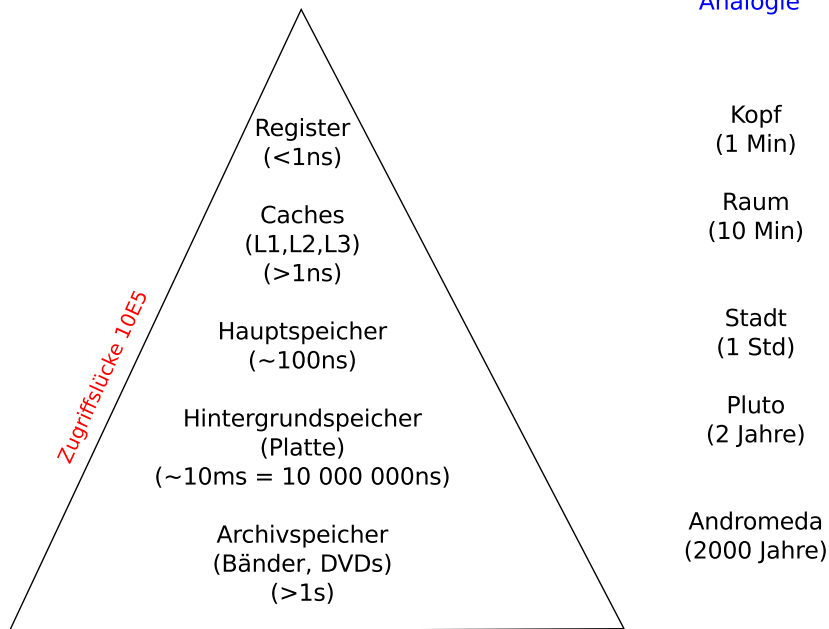 Analogie
Register
(<1ns)
Kopf
(1 Min)
Caches
(L1,L2,L3)
(>1ns)
Raum
(10 Min)
Zugriffslücke 10E5
Hauptspeicher
(~100ns)
Stadt
(1 Std)
Hintergrundspeicher
(Platte)
(~10ms = 10 000 000ns)
Pluto
(2 Jahre)
Archivspeicher
(Bänder, DVDs)
(>1s)
Andromeda
(2000 Jahre)